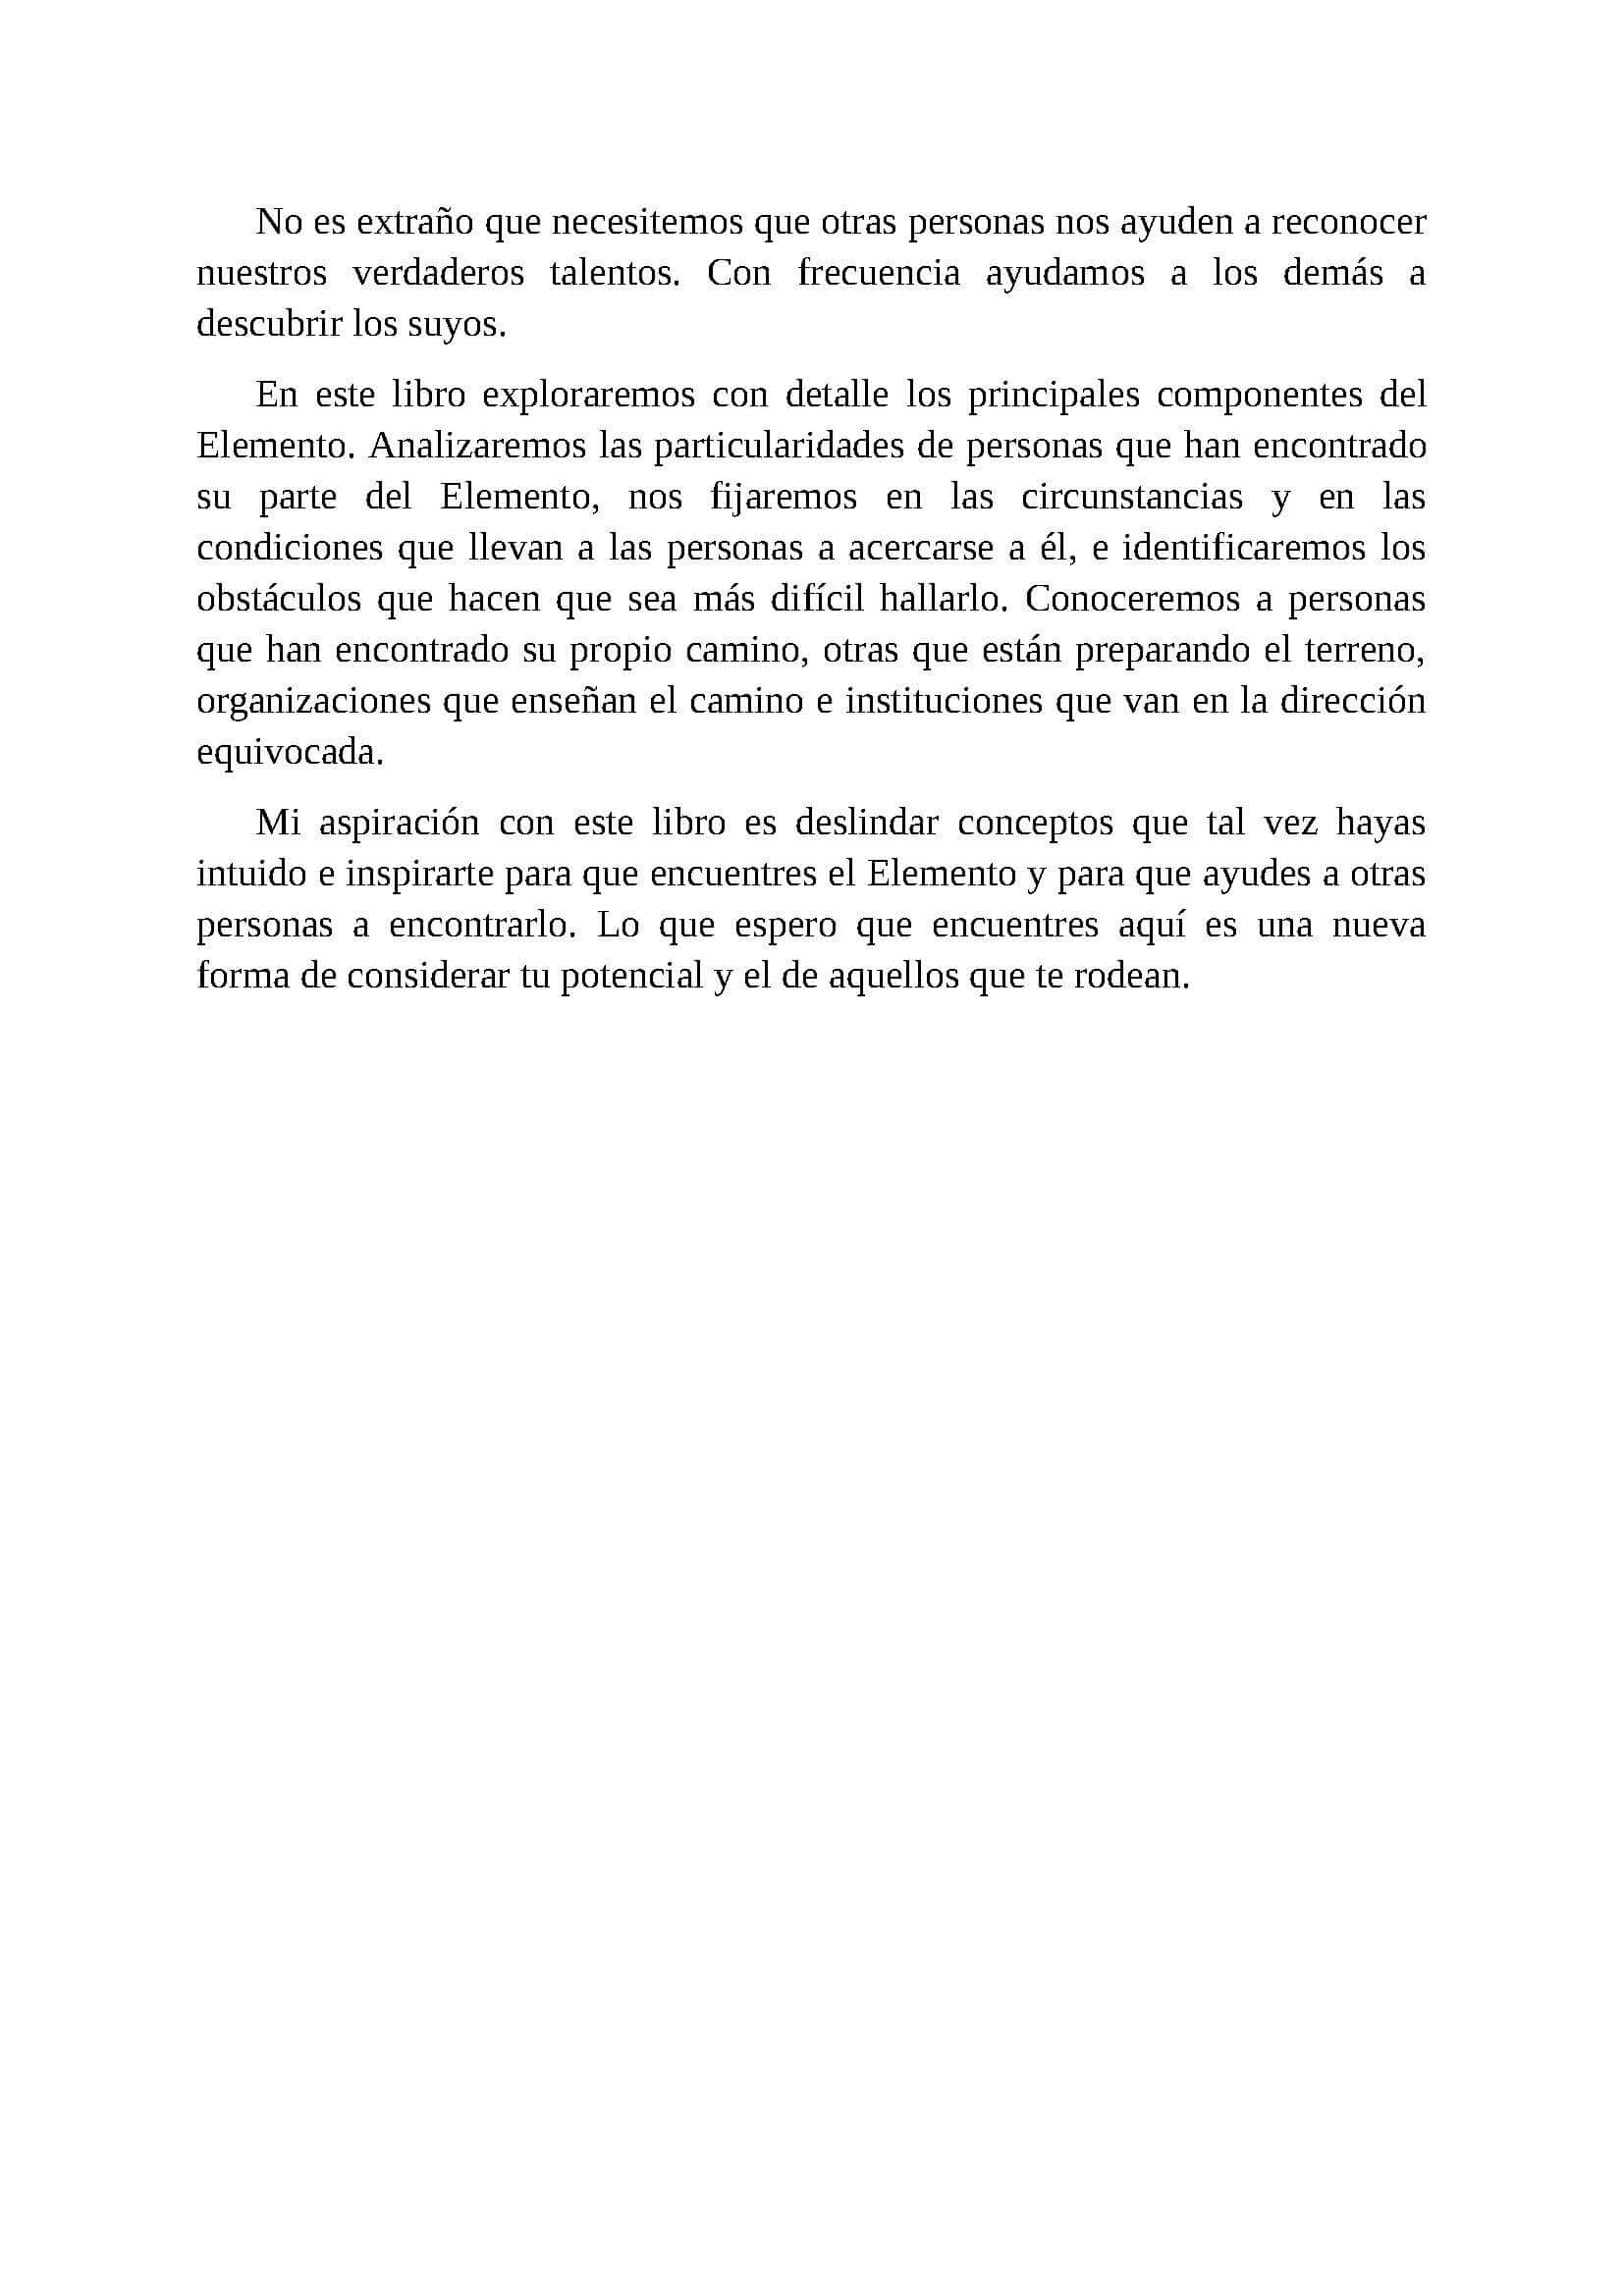 No es extraño que necesitemos que otras personas nos ayuden a reconocer
nuestros verdaderos talentos. Con frecuencia ayudamos a los demás a
descubrir los suyos.
En este libro exploraremos con detalle los principales componentes del
Elemento. Analizaremos las particularidades de personas que han encontrado
su parte del Elemento, nos fijaremos en las circunstancias y en las
condiciones que llevan a las personas a acercarse a él, e identificaremos los
obstáculos que hacen que sea más difícil hallarlo. Conoceremos a personas
que han encontrado su propio camino, otras que están preparando el terreno,
organizaciones que enseñan el camino e instituciones que van en la dirección
equivocada.
Mi aspiración con este libro es deslindar conceptos que tal vez hayas
intuido e inspirarte para que encuentres el Elemento y para que ayudes a otras
personas a encontrarlo. Lo que espero que encuentres aquí es una nueva
forma de considerar tu potencial y el de aquellos que te rodean.